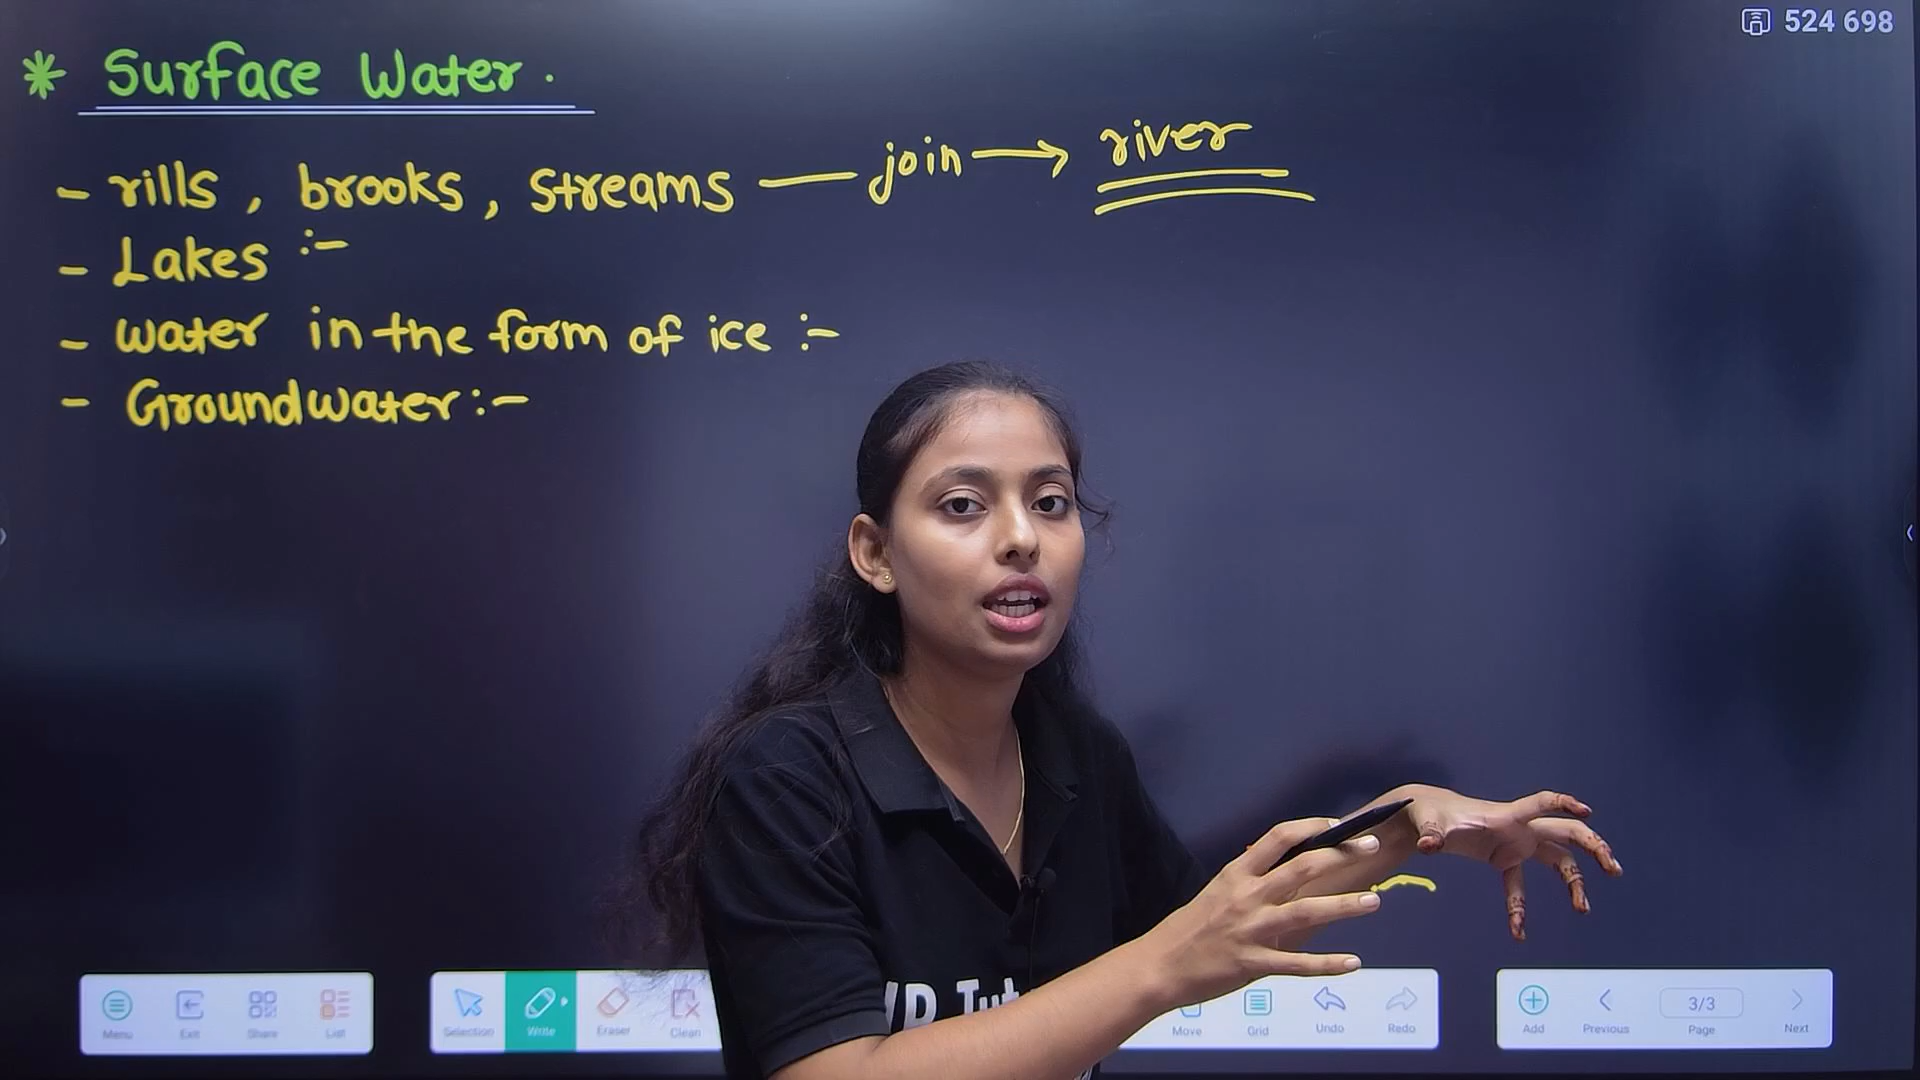 524 698
* Surface Water.
- rills, brooks, streams — join → river
- Lakes :-
- water in the form of ice :-
- Groundwater :-
Menu Exit Share List
Selection Write Eraser Clean Move Grid Undo Redo
Add Previous 3/3 Page Next